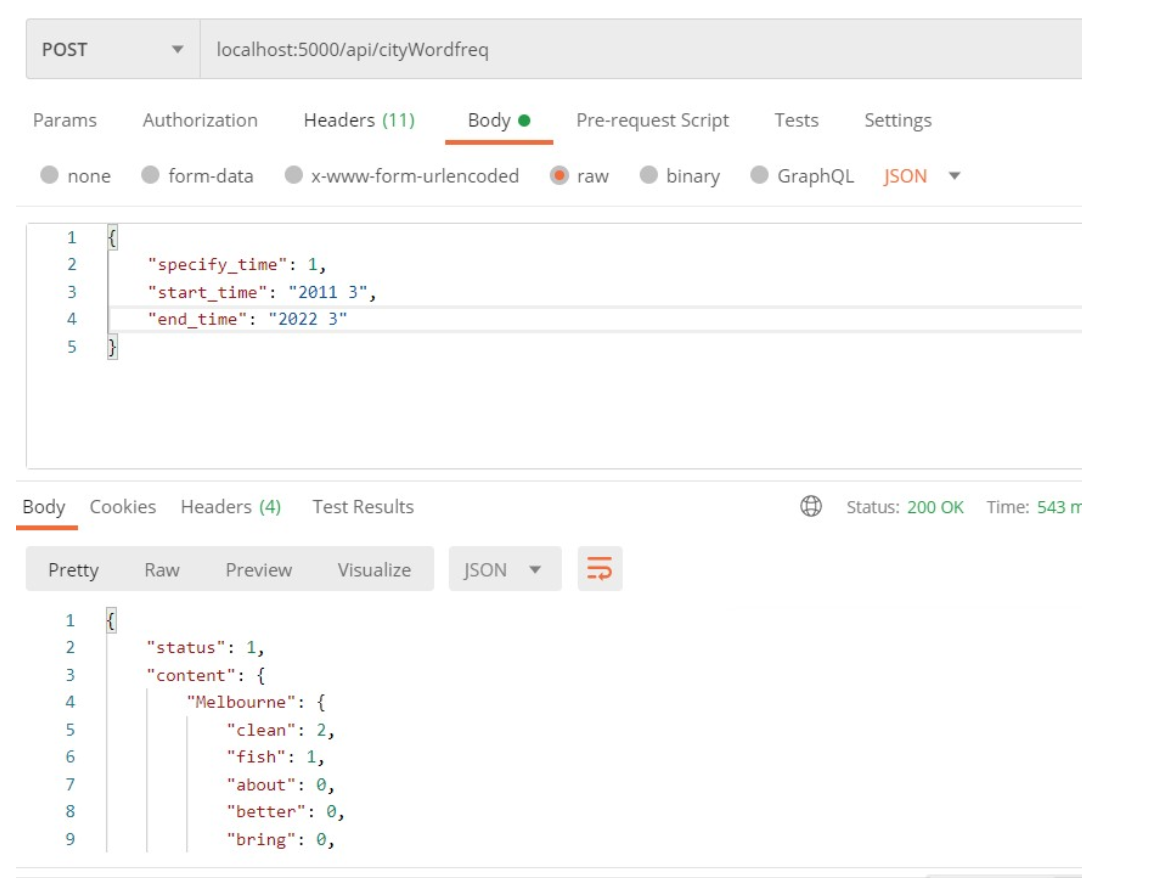 POST localhost:5000/api/cityWordfreq
Params Authorization Headers (11) Body Pre-request Script Tests Settings
none form-data x-www-form-urlencoded raw binary GraphQL JSON
1 {
2 "specify_time": 1,
3 "start_time": "2011 3",
4 "end_time": "2022 3"
5 }
Body Cookies Headers (4) Test Results Status: 200 OK Time: 543 m
Pretty Raw Preview Visualize JSON
1 {
2 "status": 1,
3 "content": {
4 "Melbourne": {
5 "clean": 2,
6 "fish": 1,
7 "about": 0,
8 "better": 0,
9 "bring": 0,